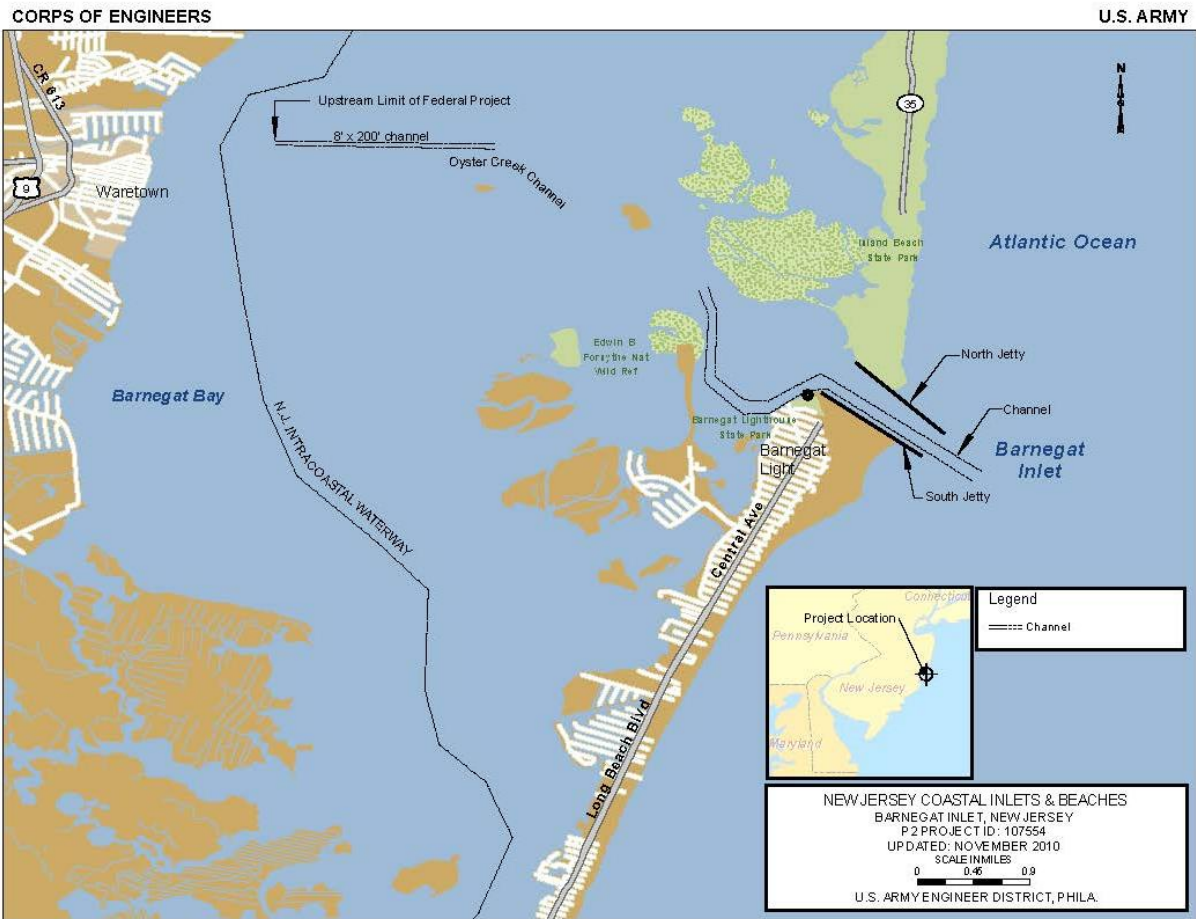 CORPS OF ENGINEERS
U.S. ARMY
CR 613
Upstream Limit of Federal Project
8' x 200' channel
Oyster Creek Channel
N
35
9
Waretown
Island Beach
State Park
Atlantic Ocean
Edwin B
Forsythe Nat
Wild Ref
North Jetty
Channel
Barnegat Bay
Barnegat Lighthouse
State Park
Barnegat
Light
Barnegat
Inlet
South Jetty
N.J. INTRACOASTAL WATERWAY
Central Ave
Long Beach Blvd
Connecticut
Project Location
Pennsylvania
New Jersey
Maryland
Legend
Channel
NEW JERSEY COASTAL INLETS & BEACHES
BARNEGAT INLET, NEW JERSEY
P2 PROJECT ID: 107554
UPDATED: NOVEMBER 2010
SCALE IN MILES
0 0.45 0.9
U.S. ARMY ENGINEER DISTRICT, PHILA.